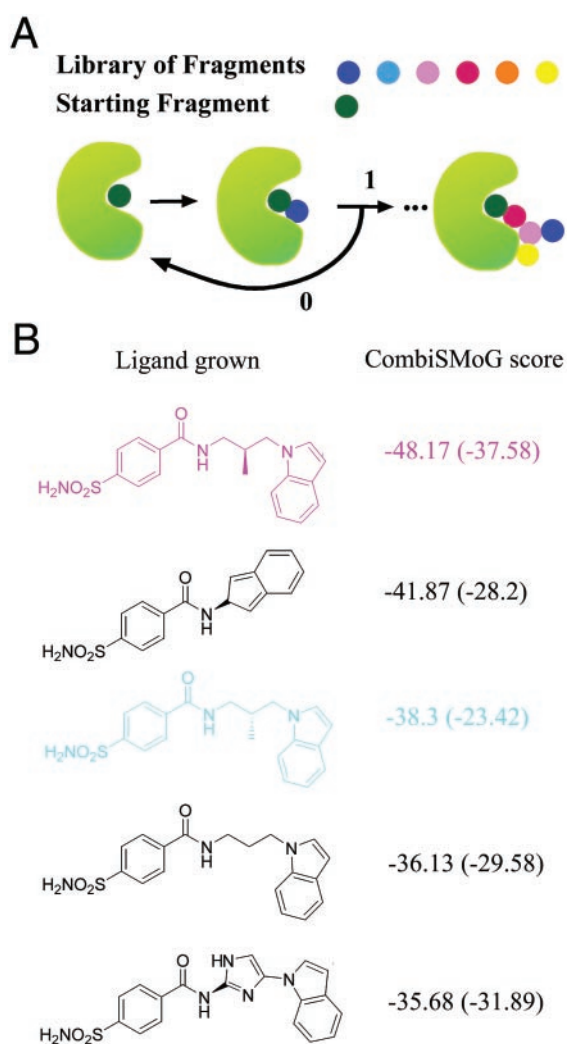 A
Library of Fragments
Starting Fragment
1
...
0
B
Ligand grown CombiSMoG score
O
N
H
N
S
H₂NO₂S
-48.17 (-37.58)
O
N
H
H₂NO₂S
-41.87 (-28.2)
O
N
H
N
H₂NO₂S
-38.3 (-23.42)
O
N
H
N
H₂NO₂S
-36.13 (-29.58)
O
HN
N
N
N
H
H₂NO₂S
-35.68 (-31.89)